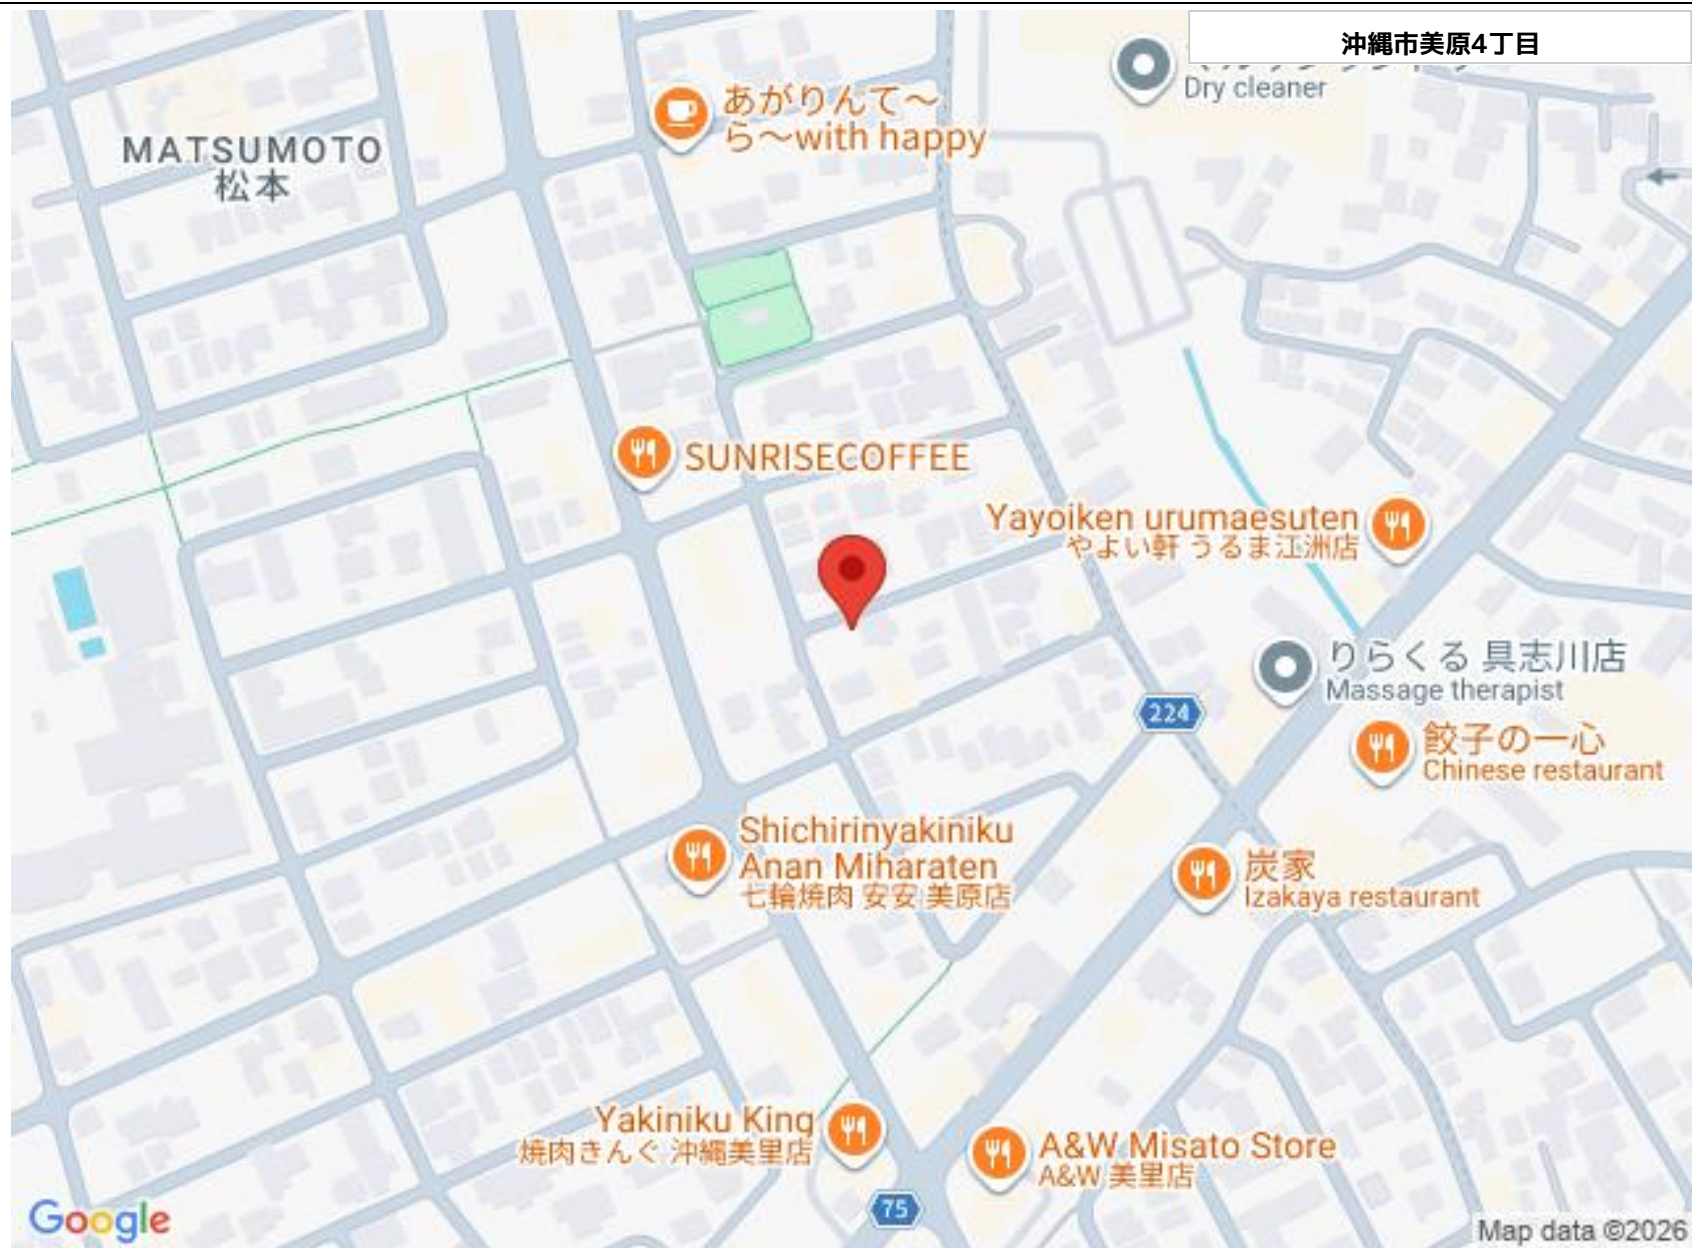 沖縄市美原4丁目
Dry cleaner
あがりんて〜
ら〜with happy
MATSUMOTO
松本
SUNRISECOFFEE
Yayoiken urumaesuten
やよい軒 うるま江洲店
りらくる 具志川店
Massage therapist
224
餃子の一心
Chinese restaurant
Shichirinyakiniku
Anan Miharaten
七輪焼肉 安安 美原店
炭家
Izakaya restaurant
Yakiniku King
焼肉きんぐ 沖縄美里店
A&W Misato Store
A&W 美里店
75
Google
Map data ©2026